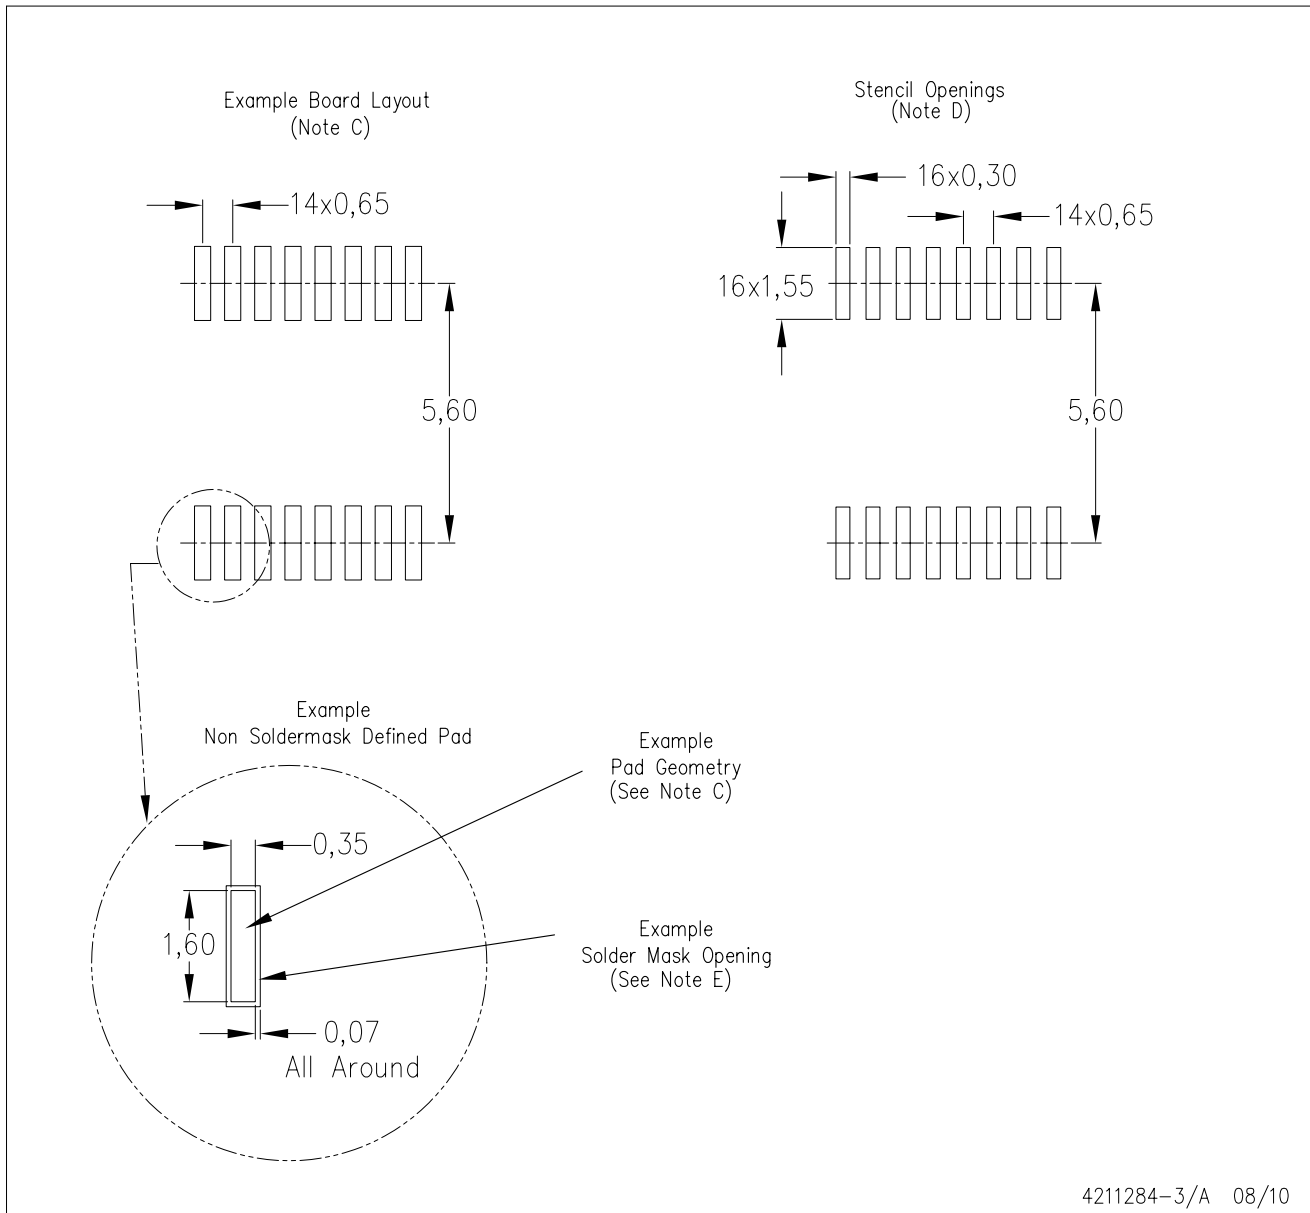 Example Board Layout
(Note C)
14x0,65
5,60
Stencil Openings
(Note D)
16x0,30
14x0,65
16x1,55
5,60
Example
Non Soldermask Defined Pad
0,35
1,60
0,07
All Around
Example
Pad Geometry
(See Note C)
Example
Solder Mask Opening
(See Note E)
4211284-3/A 08/10